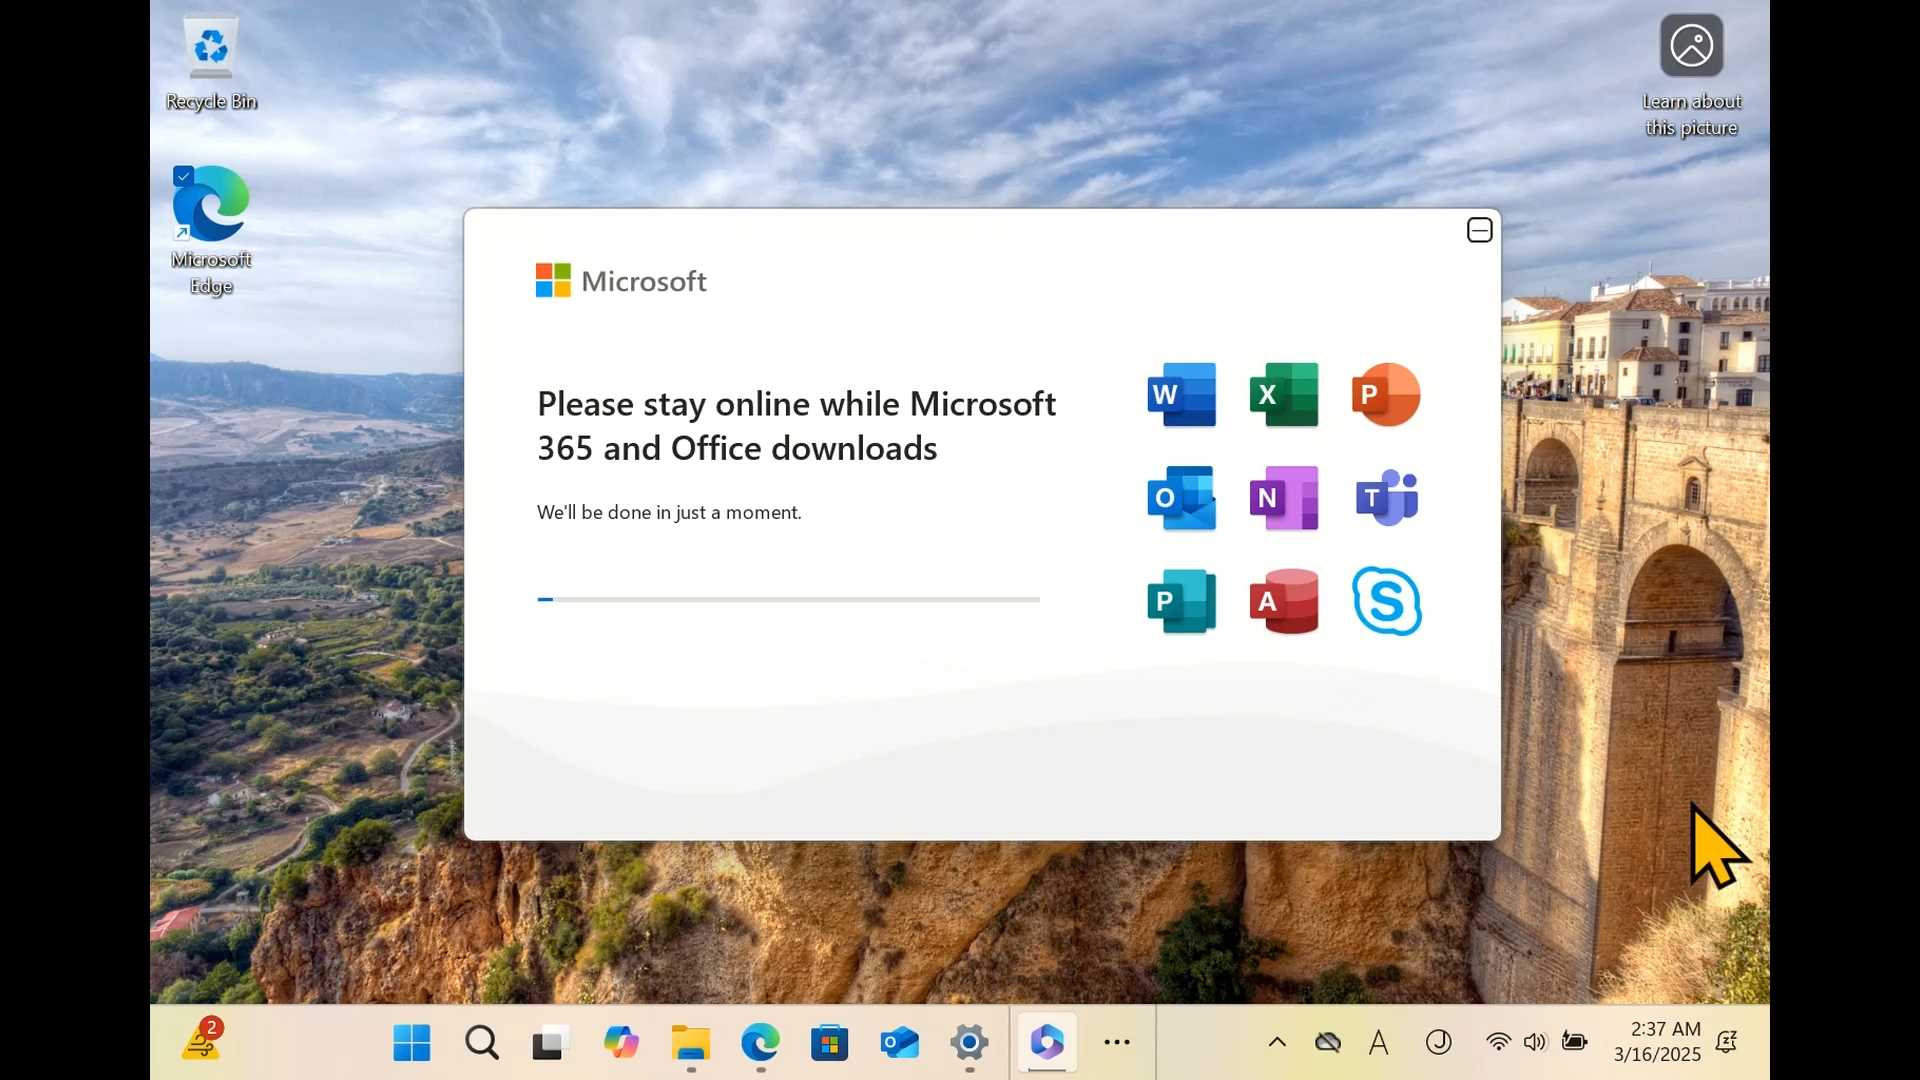 Recycle Bin
Learn about
this picture
Microsoft
Edge
Microsoft
Please stay online while Microsoft
365 and Office downloads
We'll be done in just a moment.
W X P
O N T
P A S
2
2:37 AM
3/16/2025